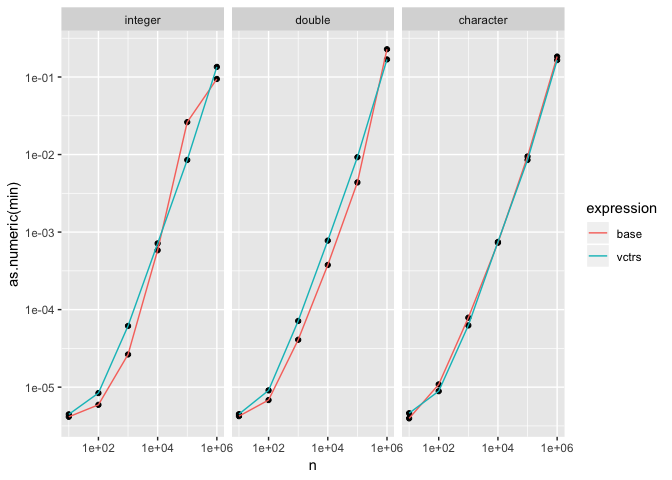 integer double character
1e-01
1e-02
1e-03
1e-04
1e-05
as.numeric(min)
1e+02 1e+04 1e+06 1e+02 1e+04 1e+06 1e+02 1e+04 1e+06
n
expression
base
vctrs